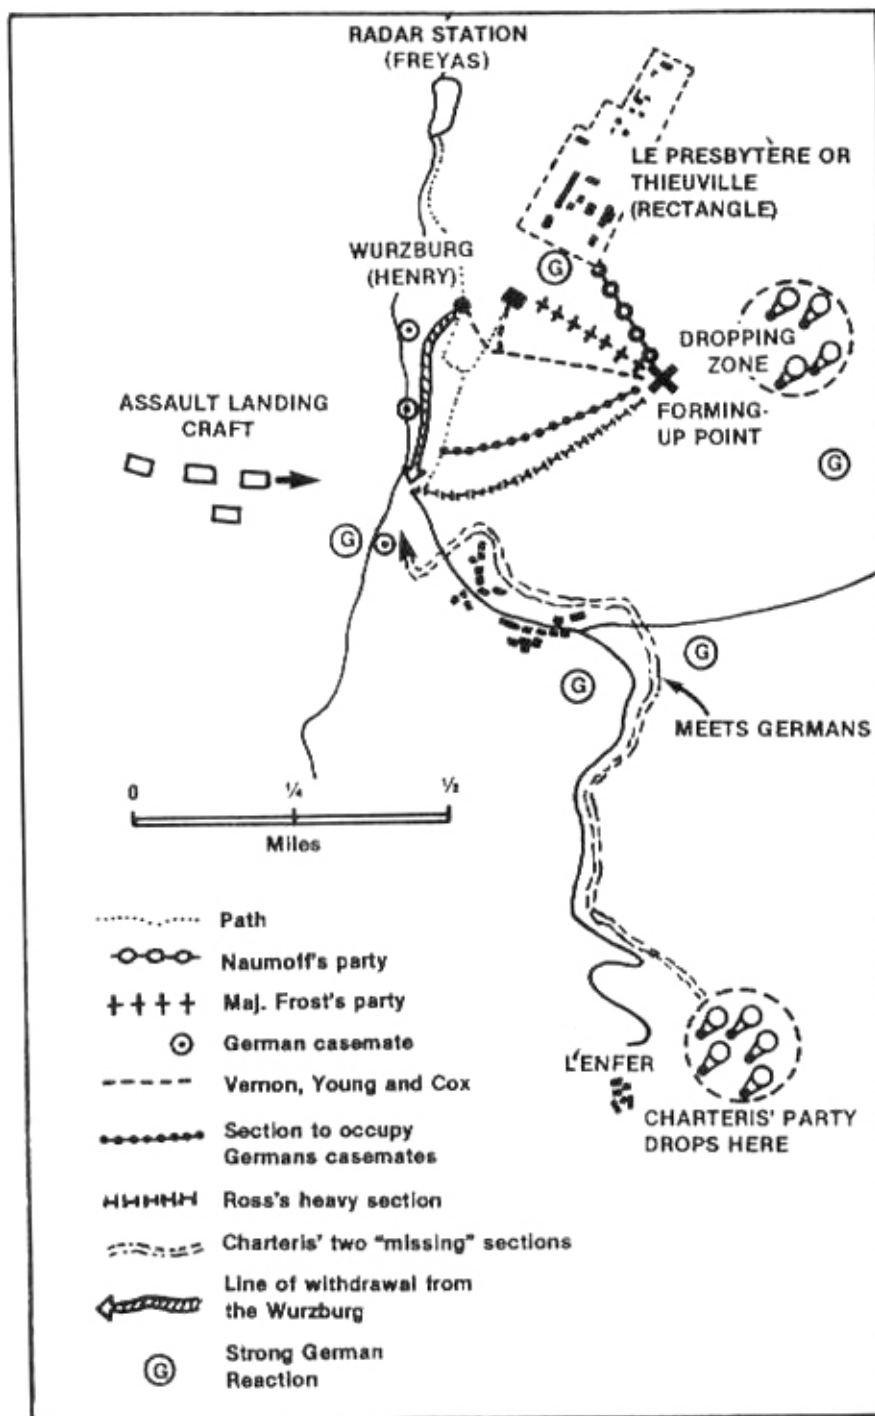 RADAR STATION
(FREYAS)
LE PRESBYTÈRE OR
THIEUVILLE
(RECTANGLE)
WURZBURG
(HENRY)
G
DROPPING
ZONE
ASSAULT LANDING
CRAFT
FORMING-
UP POINT
G
G
G
G
MEETS GERMANS
0 ¼ ½
Miles
Path
Naumoff's party
Maj. Frost's party
German casemate
Vernon, Young and Cox
Section to occupy
Germans casemates
Ross's heavy section
Charteris' two "missing" sections
Line of withdrawal from
the Wurzburg
G
Strong German
Reaction
L'ENFER
CHARTERIS' PARTY
DROPS HERE